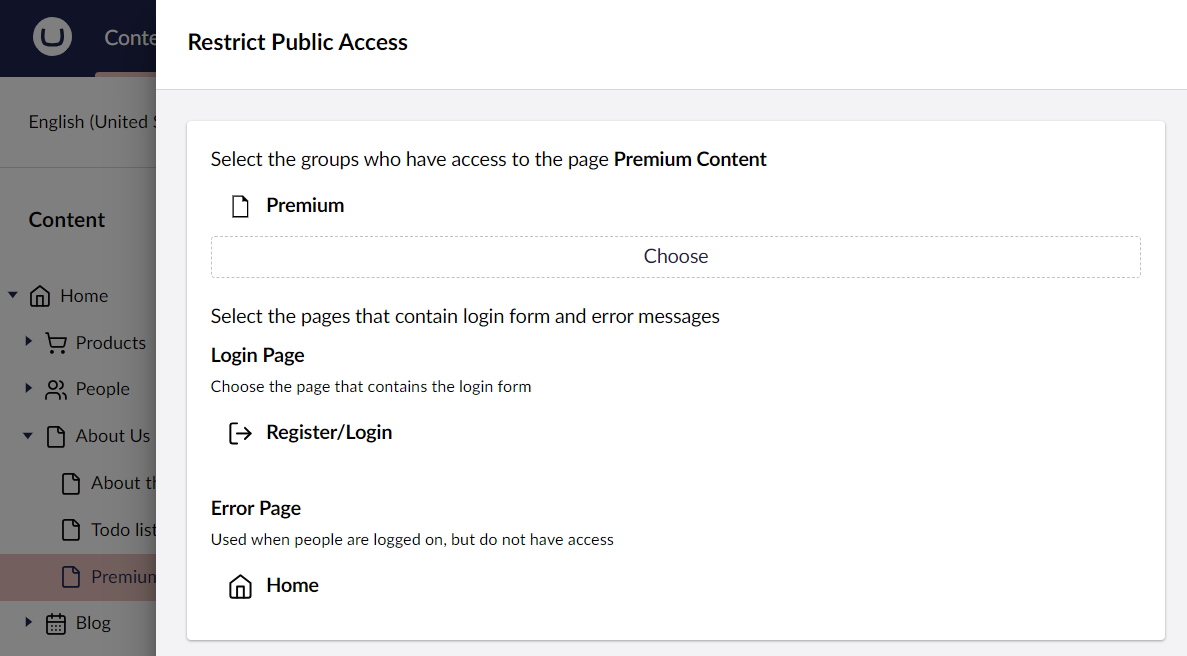 Conte
Restrict Public Access
English (United S
Content
Home
Products
People
About Us
About th
Todo list
Premium
Blog
Select the groups who have access to the page Premium Content
Premium
Choose
Select the pages that contain login form and error messages
Login Page
Choose the page that contains the login form
Register/Login
Error Page
Used when people are logged on, but do not have access
Home